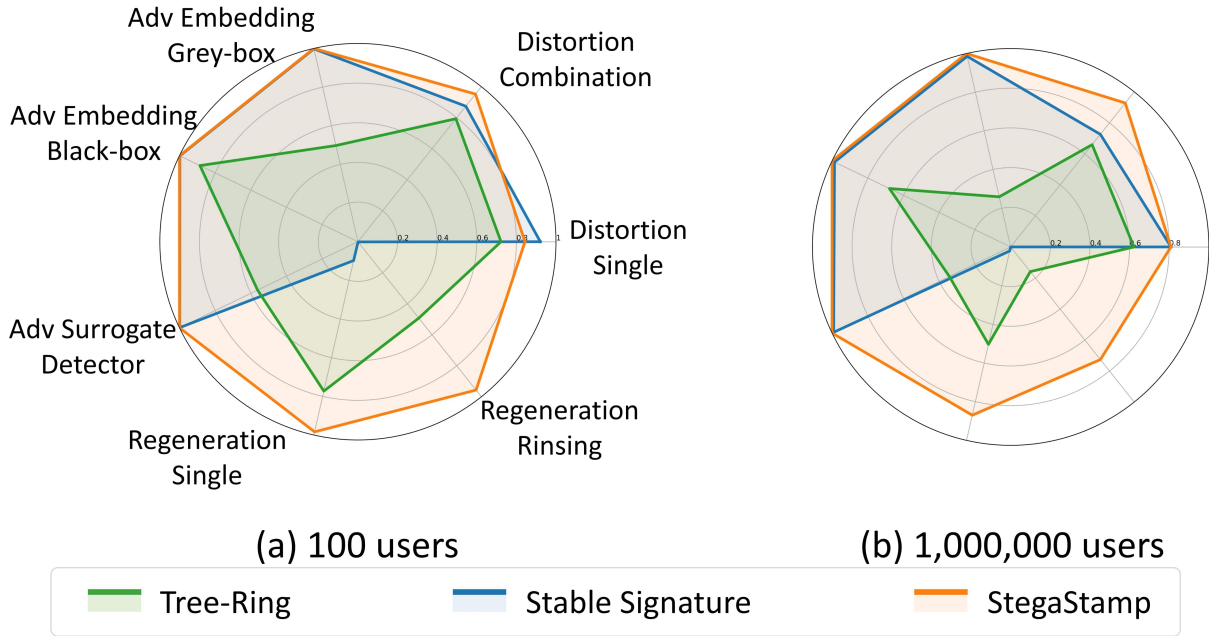 Adv Embedding
Grey-box
Distortion
Combination
Adv Embedding
Black-box
Distortion
Single
0.2 0.4 0.6 0.8 1
0.2 0.4 0.6 0.8
Adv Surrogate
Detector
Regeneration
Single
Regeneration
Rinsing
(a) 100 users
(b) 1,000,000 users
Tree-Ring
Stable Signature
StegaStamp